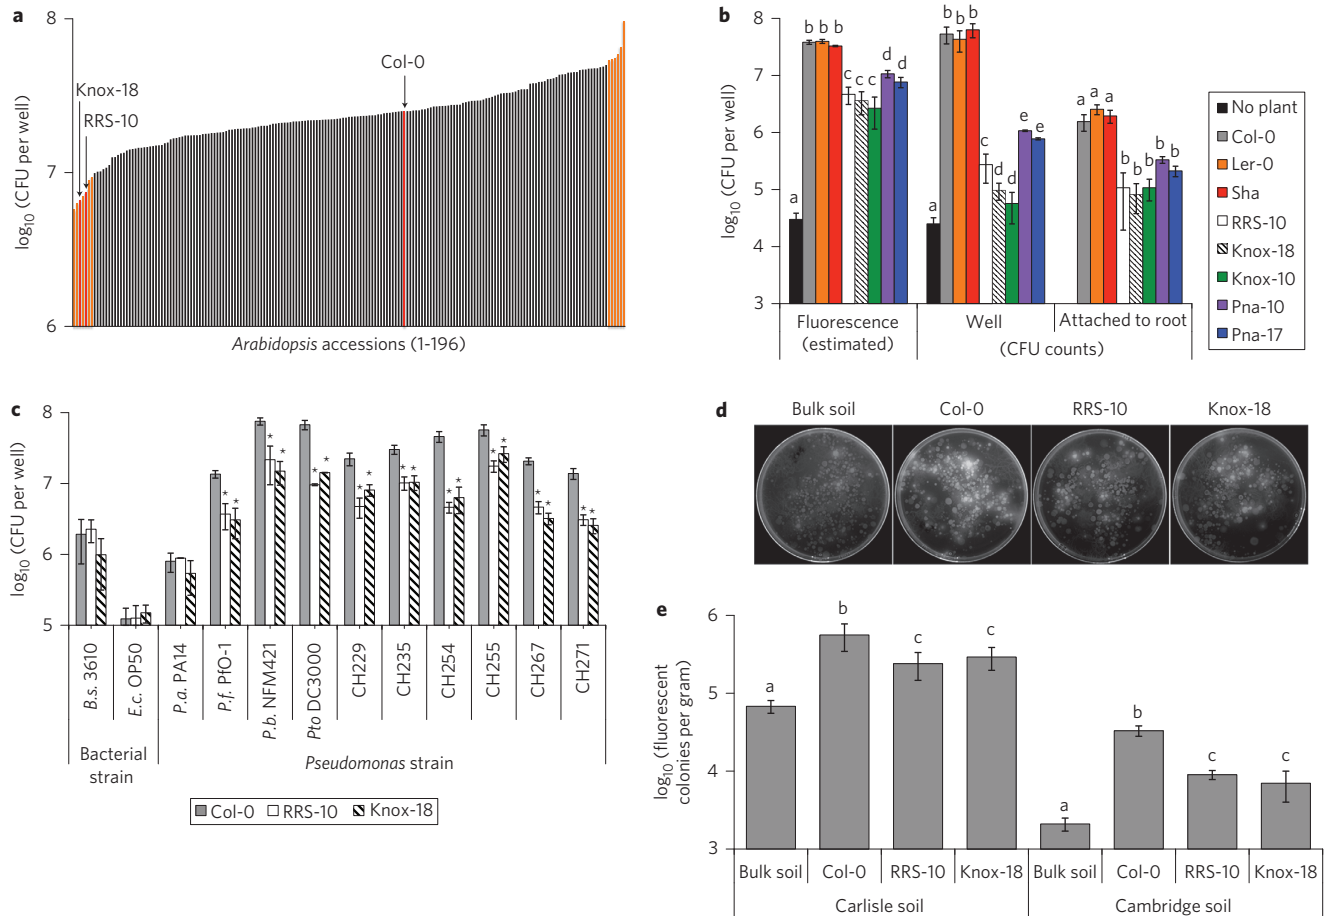 a
8
7
6
log10 (CFU per well)
Knox-18
RRS-10
Col-0
Arabidopsis accessions (1-196)
b
8
7
6
5
4
3
log10 (CFU per well)
a b b b c c c d d
a b b b c d d e e
a a a b b b b b
Fluorescence
(estimated)
Well
Attached to root
(CFU counts)
No plant
Col-0
Ler-0
Sha
RRS-10
Knox-18
Knox-10
Pna-10
Pna-17
c
8
7
6
5
log10 (CFU per well)
* * * * * * * * * * * * * * * * * *
B.s. 3610
E.c. OP50
P.a. PA14
P.f. PfO-1
P.b. NFM421
Pto DC3000
CH229
CH235
CH254
CH255
CH267
CH271
Bacterial
strain
Pseudomonas strain
Col-0 RRS-10 Knox-18
d
Bulk soil Col-0 RRS-10 Knox-18
e
6
5
4
3
log10 (fluorescent
colonies per gram)
a b c c a b c c
Bulk soil Col-0 RRS-10 Knox-18 Bulk soil Col-0 RRS-10 Knox-18
Carlisle soil Cambridge soil